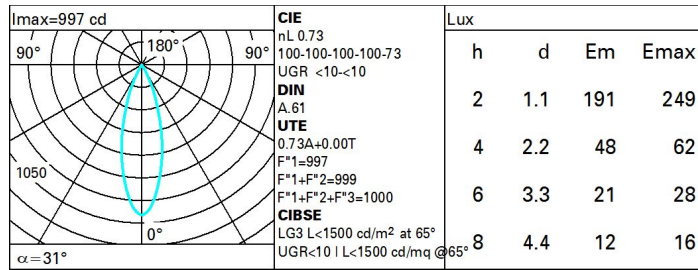 Imax=997 cd
90°
180°
90°
1050
0°
α=31°
CIE
nL 0.73
100-100-100-100-73
UGR <10-<10
DIN
A.61
UTE
0.73A+0.00T
F"1=997
F"1+F"2=999
F"1+F"2+F"3=1000
CIBSE
LG3 L<1500 cd/m² at 65°
UGR<10 | L<1500 cd/mq @65°
Lux
h d Em Emax
2 1.1 191 249
4 2.2 48 62
6 3.3 21 28
8 4.4 12 16